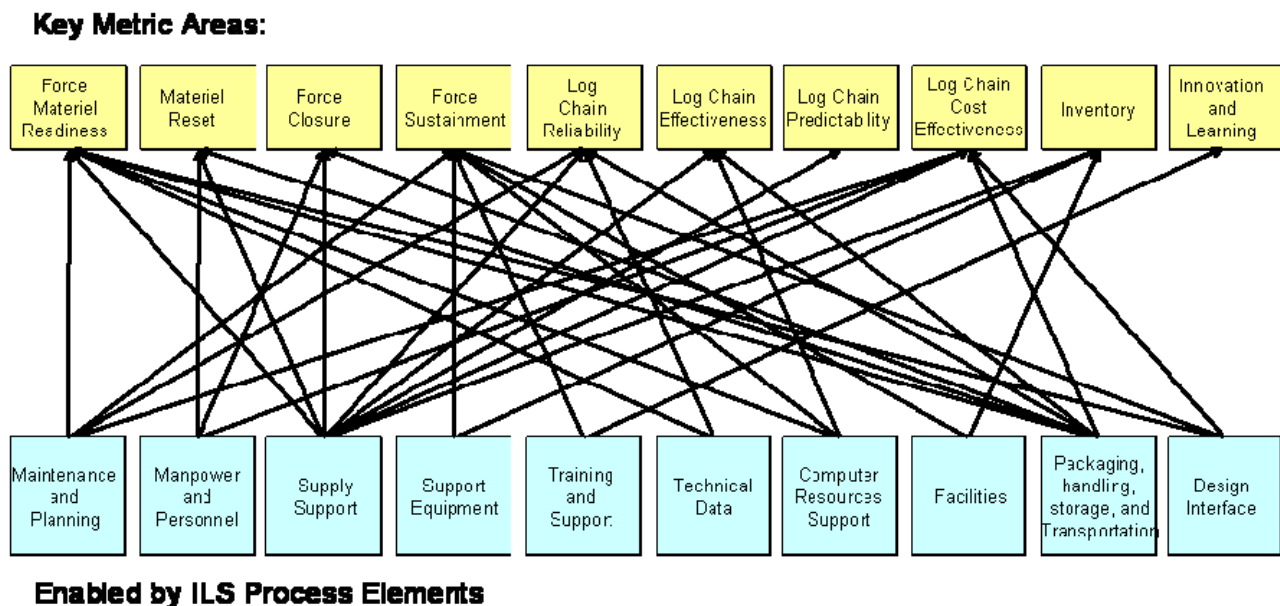 Key Metric Areas:
Force
Materiel
Readiness
Materiel
Reset
Force
Closure
Force
Sustainment
Log
Chain
Reliability
Log Chain
Effectiveness
Log Chain
Predictability
Log Chain
Cost
Effectiveness
Inventory
Innovation
and
Learning
Maintenance
and
Planning
Manpower
and
Personnel
Supply
Support
Support
Equipment
Training
and
Support
Technical
Data
Computer
Resources
Support
Facilities
Packaging,
handling,
storage, and
Transportation
Design
Interface
Enabled by ILS Process Elements